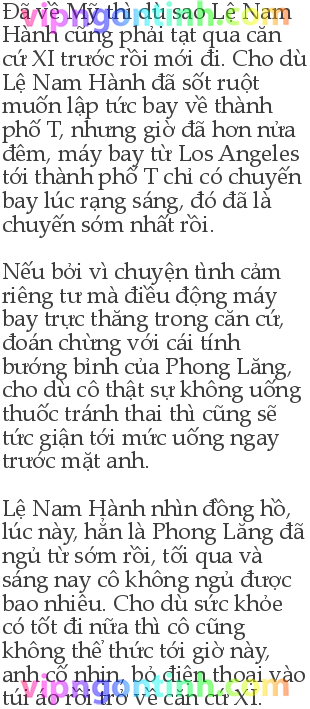 Đã về Mỹ thì dù sao Lệ Nam
Hành cũng phải tạt qua căn
cứ XI trước rồi mới đi. Cho dù
Lệ Nam Hành đã sốt ruột
muốn lập tức bay về thành
phố T, nhưng giờ đã hơn nửa
đêm, máy bay từ Los Angeles
tới thành phố T chỉ có chuyến
bay lúc rạng sáng, đó đã là
chuyến sớm nhất rồi.
Nếu bởi vì chuyện tình cảm
riêng tư mà điều động máy
bay trực thăng trong căn cứ,
đoán chừng với cái tính
bướng bỉnh của Phong Lăng,
cho dù cô thật sự không uống
thuốc tránh thai thì cũng sẽ
tức giận tới mức uống ngay
trước mặt anh.
Lệ Nam Hành nhìn đồng hồ,
lúc này, hẳn là Phong Lăng đã
ngủ từ sớm rồi, tối qua và
sáng nay cô không ngủ được
bao nhiêu. Cho dù sức khỏe
có tốt đi nữa thì cô cũng
không thể thức tới giờ này,
anh cố nhịn, bỏ điện thoại vào
túi áo rồi trở về căn cứ XI.
vipngontinh.com
vipngontinh.com